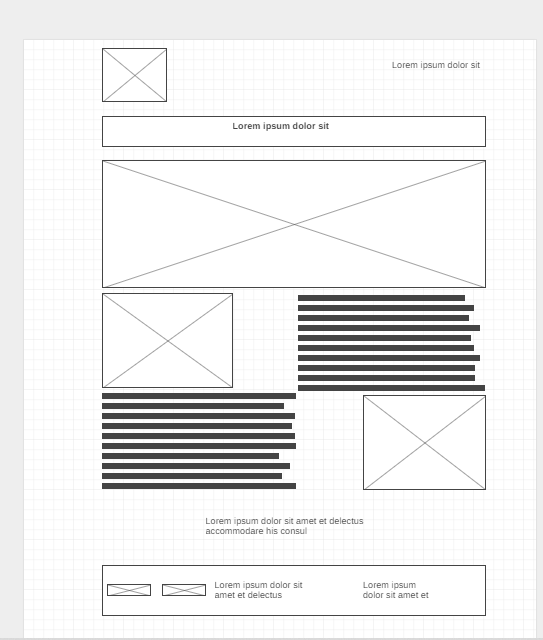 Lorem ipsum dolor sit
Lorem ipsum dolor sit
Lorem ipsum dolor sit amet et delectus
accommodare his consul
Lorem ipsum dolor sit
amet et delectus
Lorem ipsum
dolor sit amet et